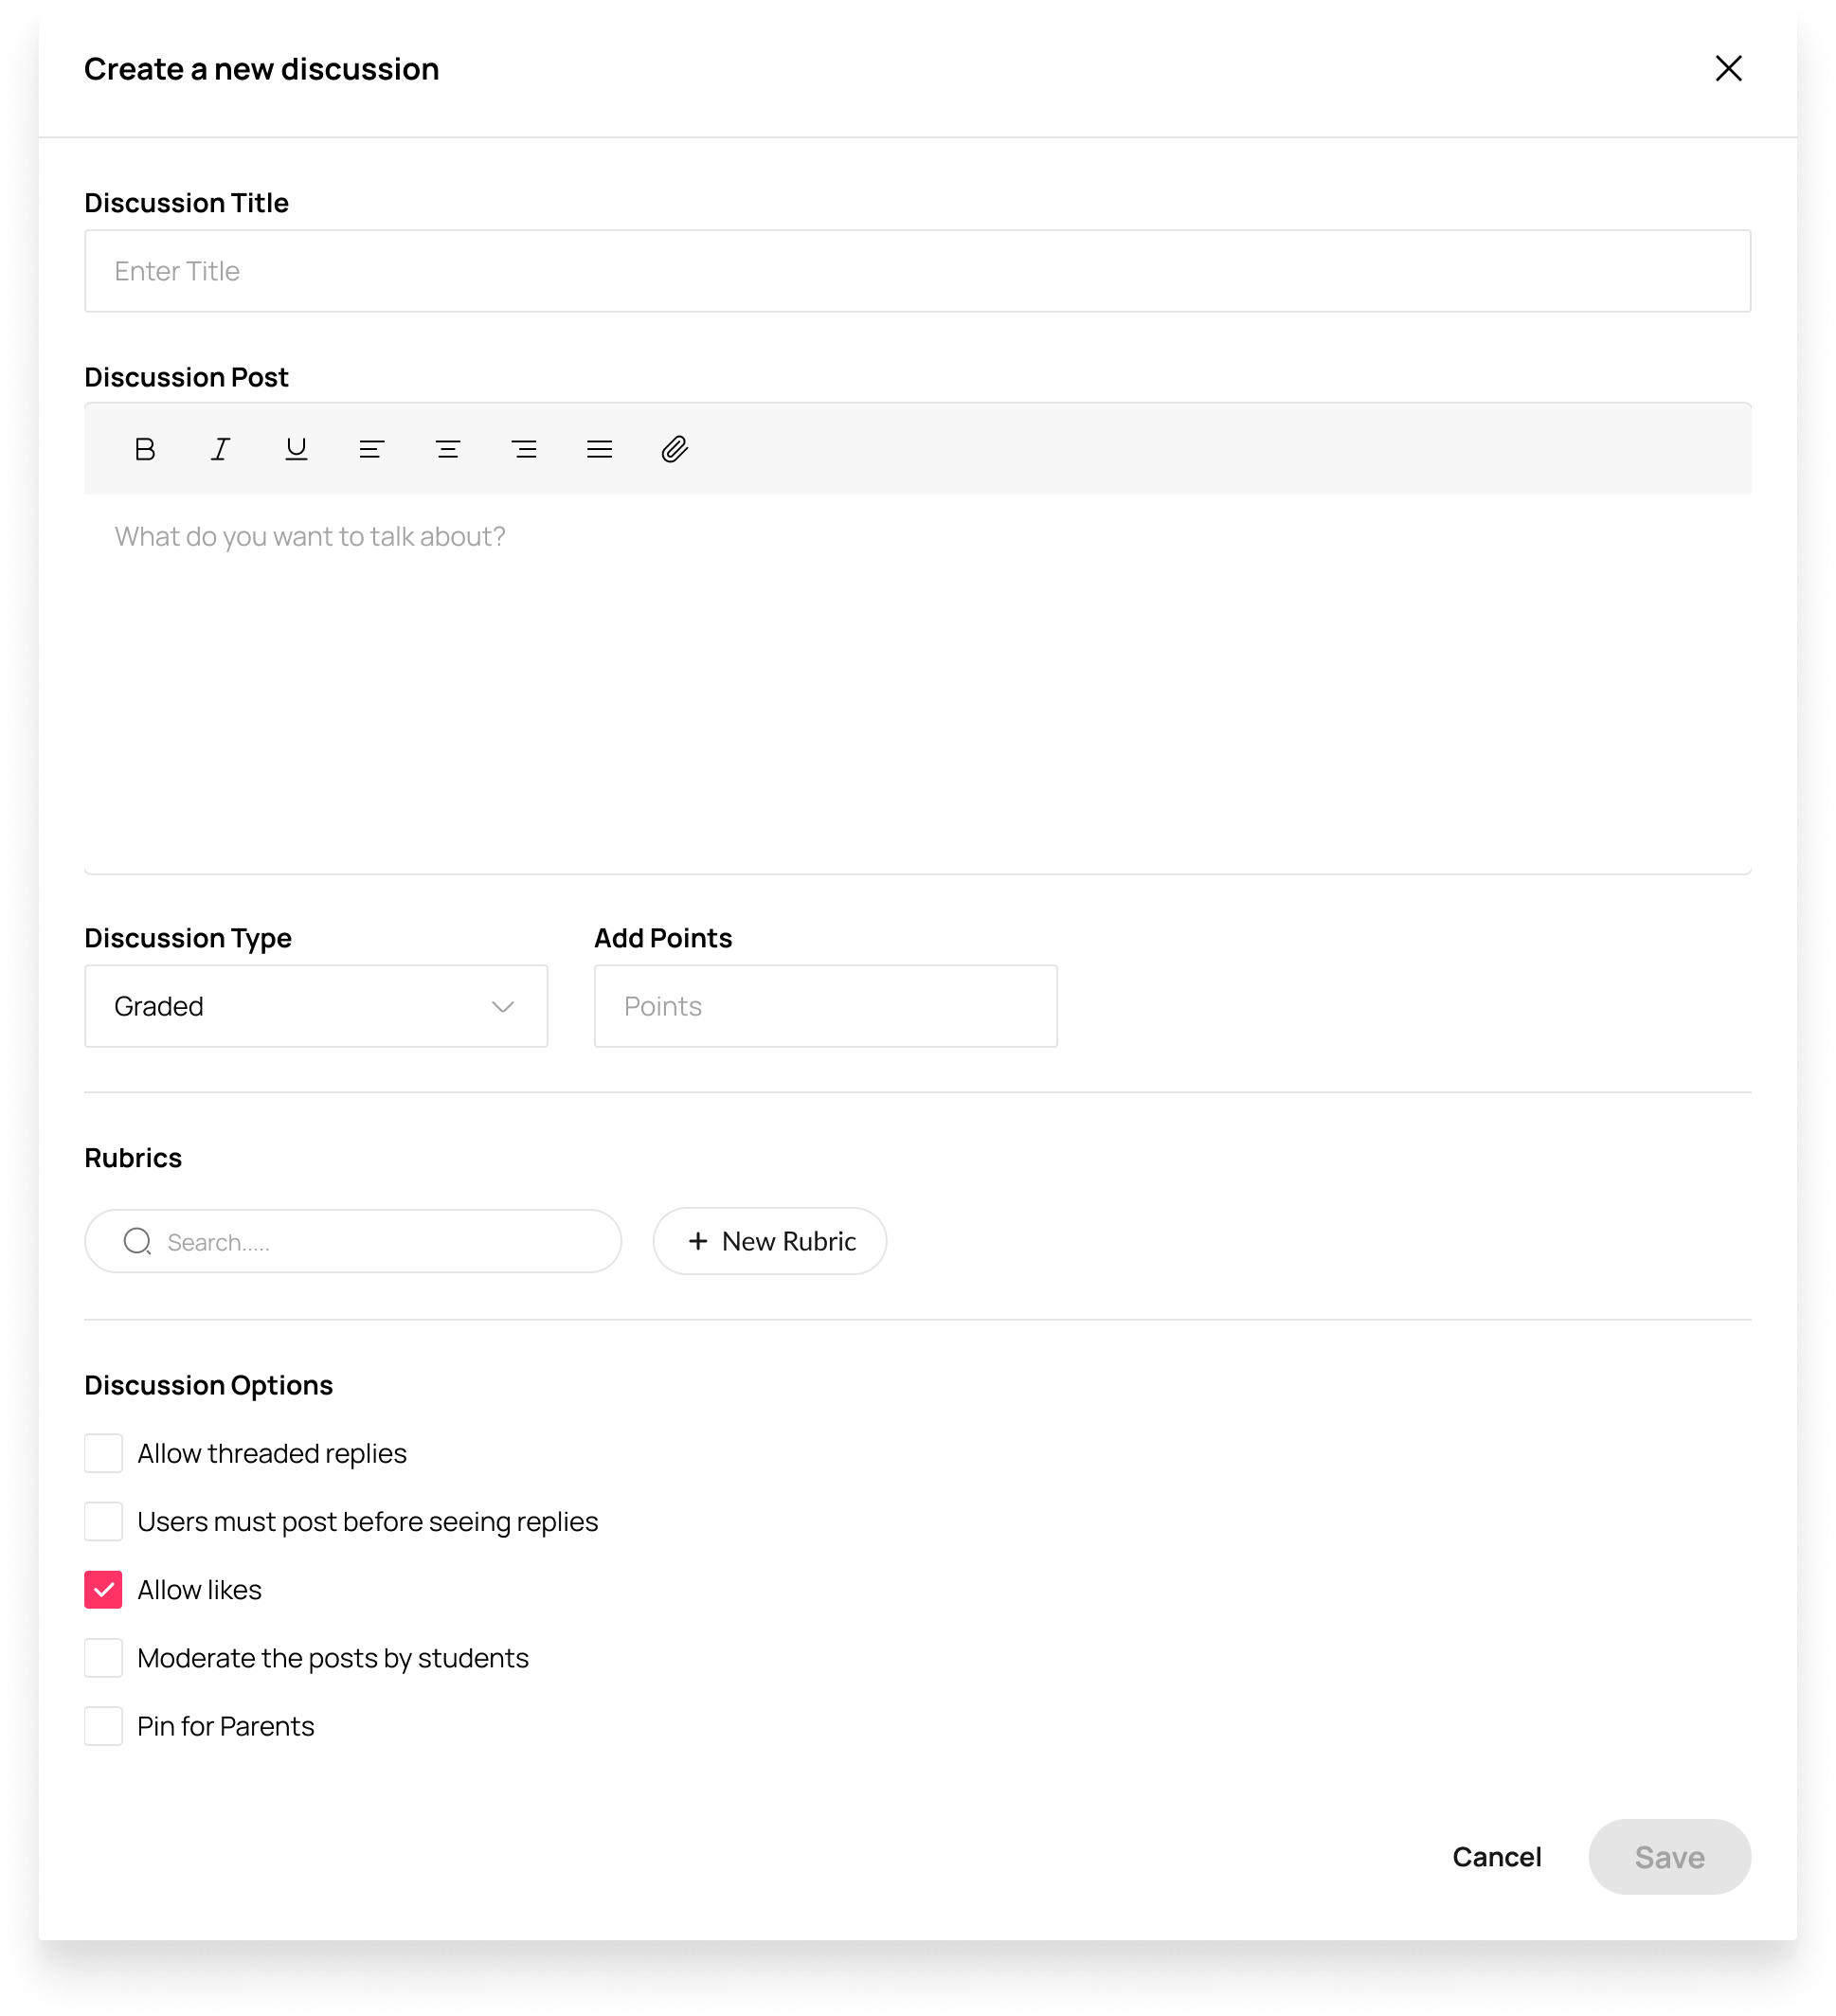 Create a new discussion
Discussion Title
Enter Title
Discussion Post
B I U
What do you want to talk about?
Discussion Type
Add Points
Graded
Points
Rubrics
Search.....
+ New Rubric
Discussion Options
Allow threaded replies
Users must post before seeing replies
Allow likes
Moderate the posts by students
Pin for Parents
Cancel
Save